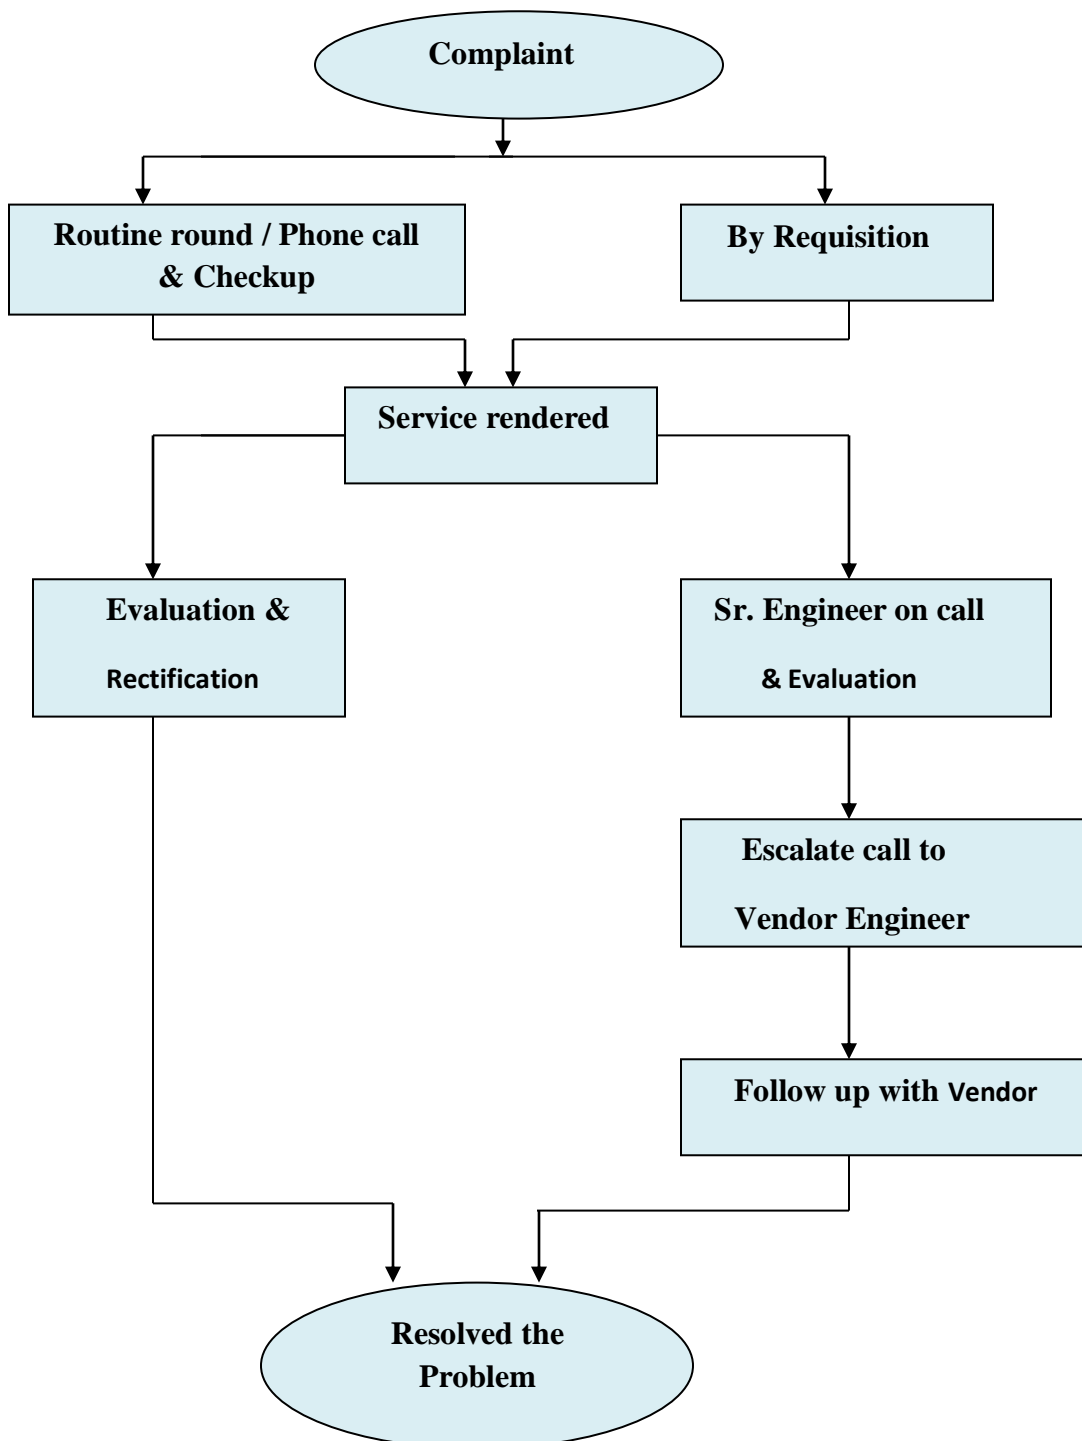 Complaint
Routine round / Phone call
& Checkup
By Requisition
Service rendered
Evaluation &
Rectification
Sr. Engineer on call
& Evaluation
Escalate call to
Vendor Engineer
Follow up with Vendor
Resolved the
Problem